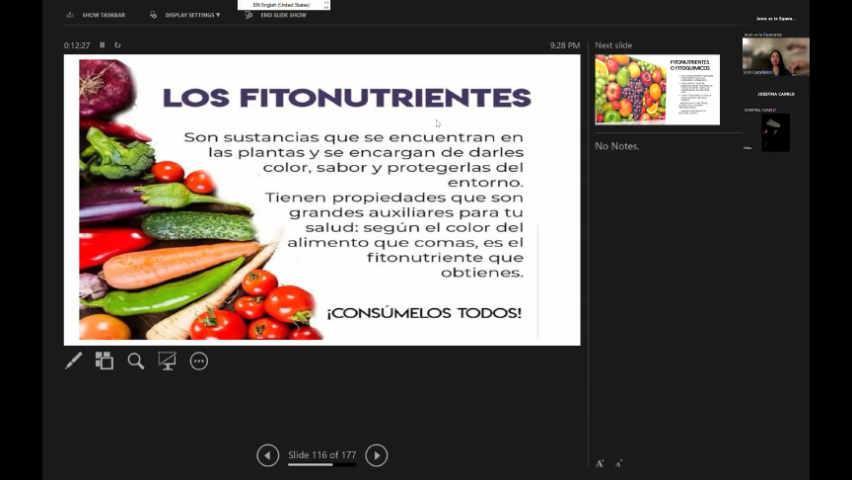 EN English (United States)
SHOW TASKBAR
DISPLAY SETTINGS ▼
END SLIDE SHOW
0:12:27
9:28 PM
LOS FITONUTRIENTES
Son sustancias que se encuentran en
las plantas y se encargan de darles
color, sabor y protegerlas del
entorno.
Tienen propiedades que son
grandes auxiliares para tu
salud: según el color del
alimento que comas, es el
fitonutriente que
obtienes.
¡CONSÚMELOS TODOS!
Next slide
FITONUTRIENTES
O FITOQUIMICOS
No Notes.
Slide 116 of 177
JOSEFINA CAMILO